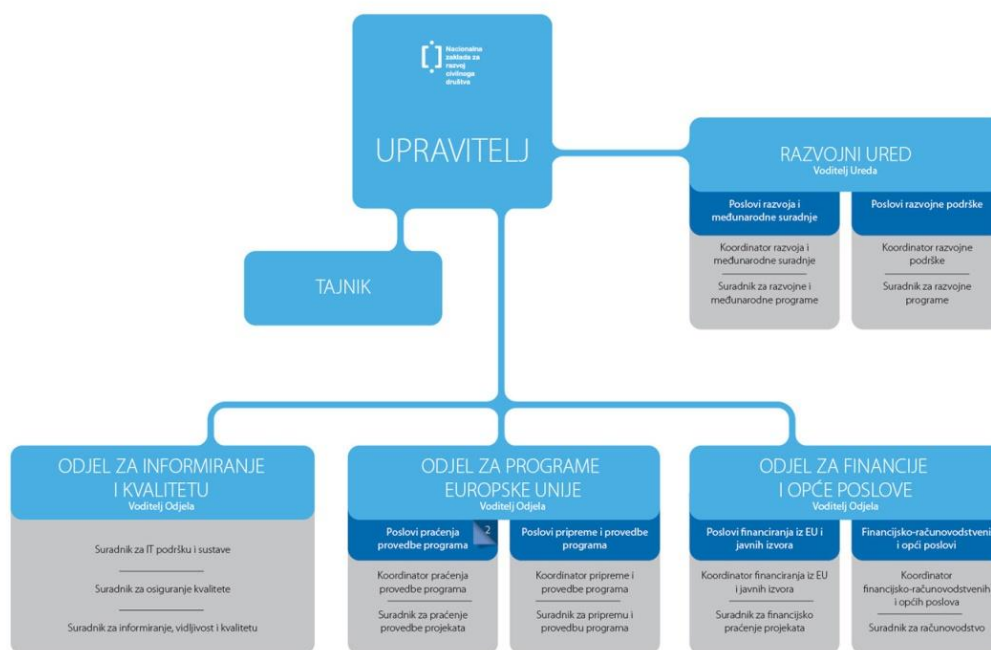 Nacionalna
zaklada za
razvoj
civilnoga
društva
UPRAVITELJ
RAZVOJNI URED
Voditelj Ureda
Poslovi razvoja i
međunarodne suradnje
Koordinator razvoja i
međunarodne suradnje
Suradnik za razvojne i
međunarodne programe
Poslovi razvojne podrške
Koordinator razvojne
podrške
Suradnik za razvojne
programe
TAJNIK
ODJEL ZA INFORMIRANJE
I KVALITETU
Voditelj Odjela
Suradnik za IT podršku i sustave
Suradnik za osiguranje kvalitete
Suradnik za informiranje, vidljivost i kvalitetu
ODJEL ZA PROGRAME
EUROPSKE UNIJE
Voditelj Odjela
Poslovi praćenja
provedbe programa
2
Koordinator praćenja
provedbe programa
Suradnik za praćenje
provedbe projekata
Poslovi pripreme i provedbe
programa
Koordinator pripreme i
provedbe programa
Suradnik za pripremu i
provedbu programa
ODJEL ZA FINANCIJE
I OPĆE POSLOVE
Voditelj Odjela
Poslovi financiranja iz EU i
javnih izvora
Koordinator financiranja iz EU
i javnih izvora
Suradnik za financijsko
praćenje projekata
Financijsko-računovodstveni
i opći poslovi
Koordinator
financijsko-računovodstvenih
i općih poslova
Suradnik za računovodstvo